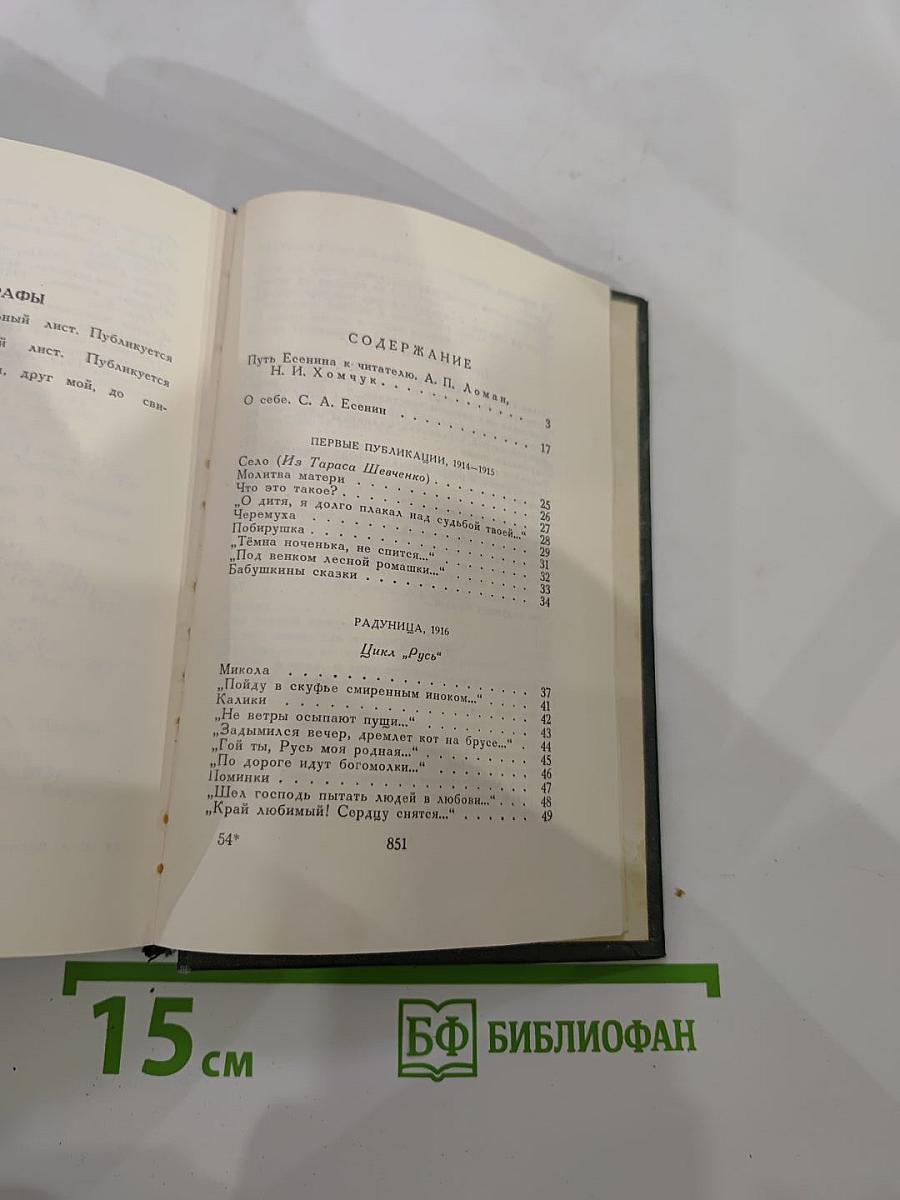 РАФЫ
ный лист. Публикуется
й лист. Публикуется
, друг мой, до сви-
СОДЕРЖАНИЕ
Путь Есенина к читателю. А. П. Ломан,
Н. И. Хомчук . . . . . . . . . . . . 3
О себе. С. А. Есенин . . . . . . . . . . . 17
ПЕРВЫЕ ПУБЛИКАЦИИ, 1914—1915
Село (Из Тараса Шевченко) . . . . . . . . . 25
Молитва матери . . . . . . . . . . . . . 26
Что это такое? . . . . . . . . . . . . . 27
„О дитя, я долго плакал над судьбой твоей...“ 28
Черемуха . . . . . . . . . . . . . . . 29
Побирушка . . . . . . . . . . . . . . 31
„Тёмна ноченька, не спится...“ . . . . . . . 32
„Под венком лесной ромашки...“ . . . . . . 33
Бабушкины сказки . . . . . . . . . . . . 34
РАДУНИЦА, 1916
Цикл „Русь“
Микола . . . . . . . . . . . . . . . . 37
„Пойду в скуфье смиренным иноком...“ . . . . 41
Калики . . . . . . . . . . . . . . . . 42
„Не ветры осыпают пущи...“ . . . . . . . . 43
„Задымился вечер, дремлет кот на брусе...“ . 44
„Гой ты, Русь моя родная...“ . . . . . . . . 45
„По дороге идут богомолки...“ . . . . . . . 46
Поминки . . . . . . . . . . . . . . . . 47
„Шел господь пытать людей в любови...“ . . . 48
„Край любимый! Сердцу снятся...“ . . . . . . 49
54*
851
15 см
БФ БИБЛИОФАН